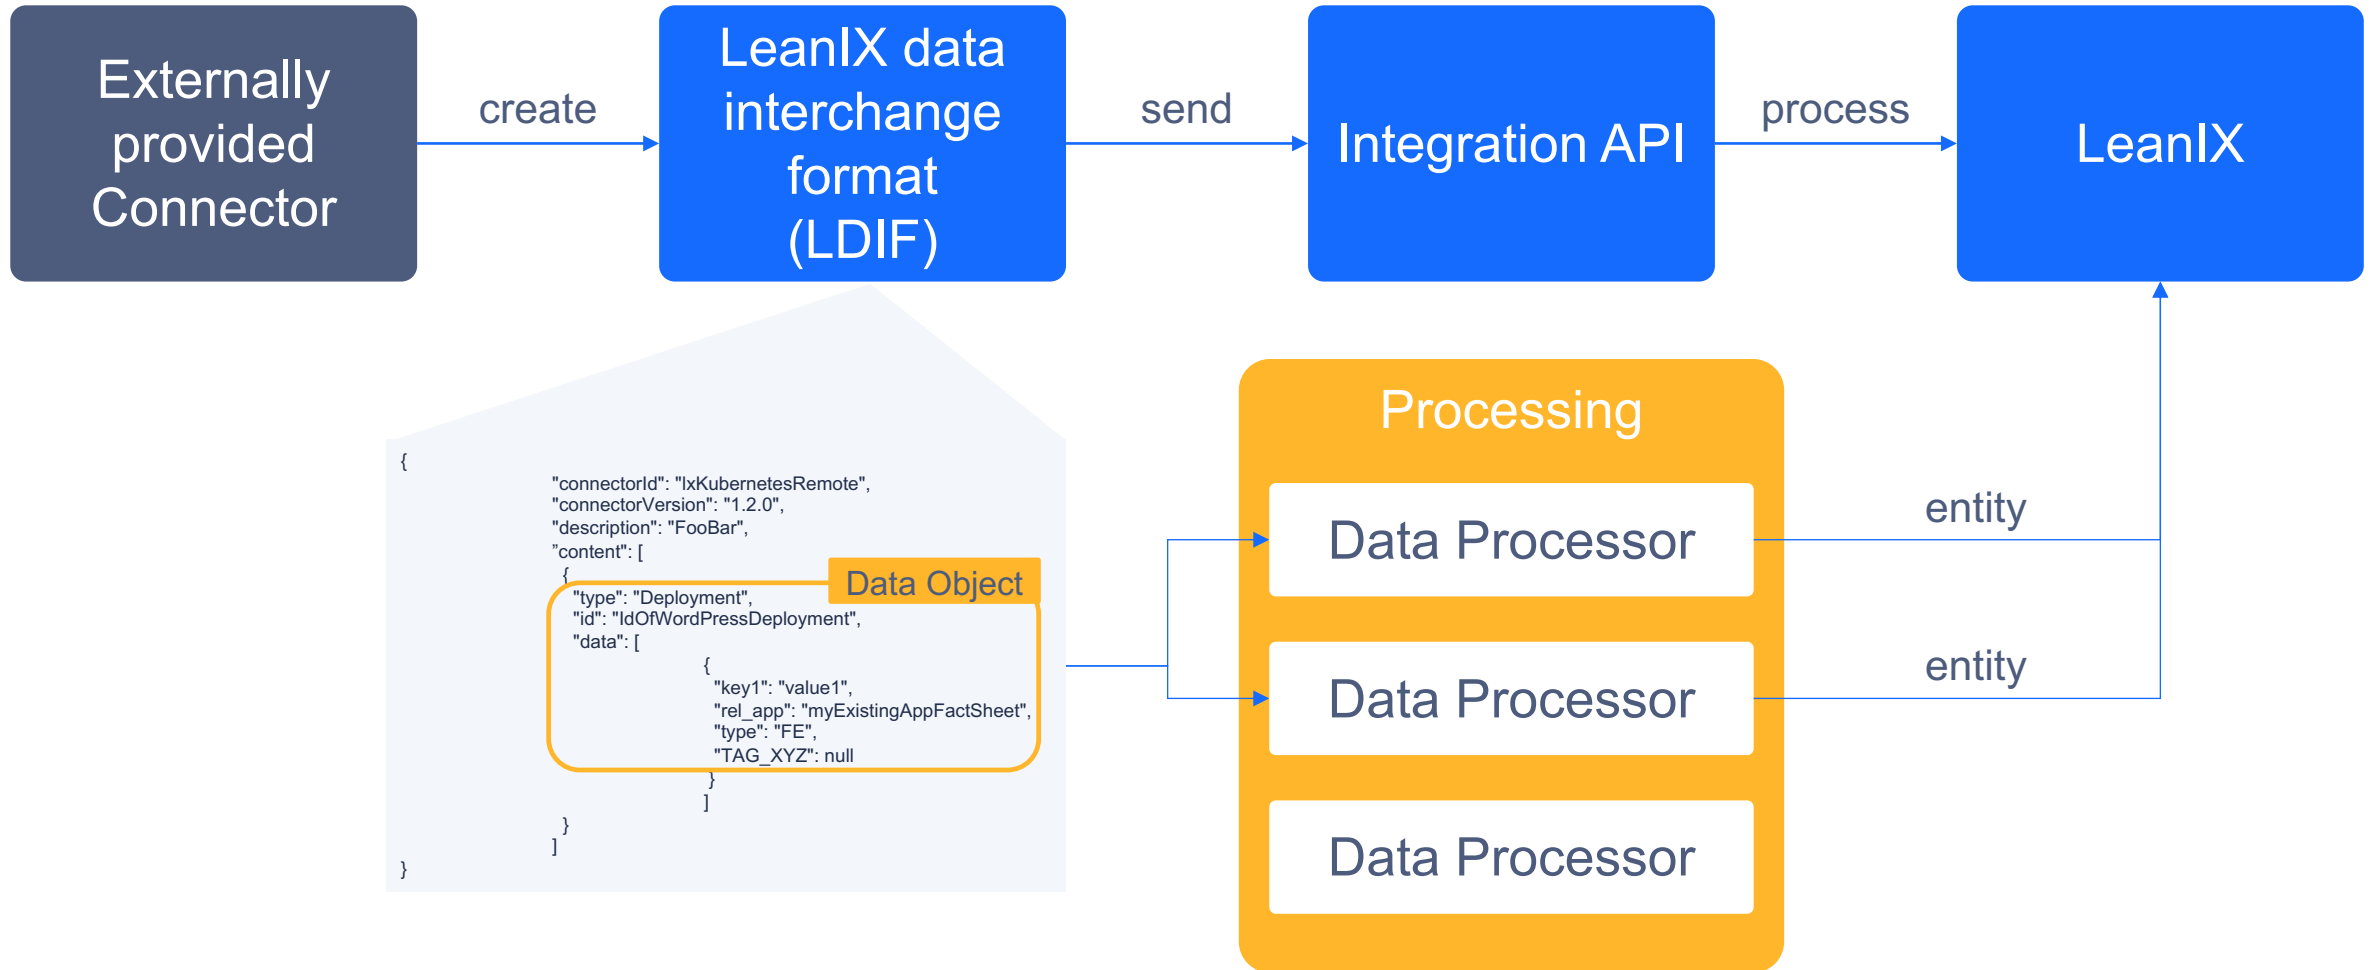 Externally
provided
Connector
create
LeanIX data
interchange
format
(LDIF)
send
Integration API
process
LeanIX
{
"connectorId": "lxKubernetesRemote",
"connectorVersion": "1.2.0",
"description": "FooBar",
”content": [
{
Data Object
"type": "Deployment",
"id": "IdOfWordPressDeployment",
"data": [
{
"key1": "value1",
"rel_app": "myExistingAppFactSheet",
"type": "FE",
"TAG_XYZ": null
}
]
}
]
}
Processing
Data Processor
entity
Data Processor
entity
Data Processor